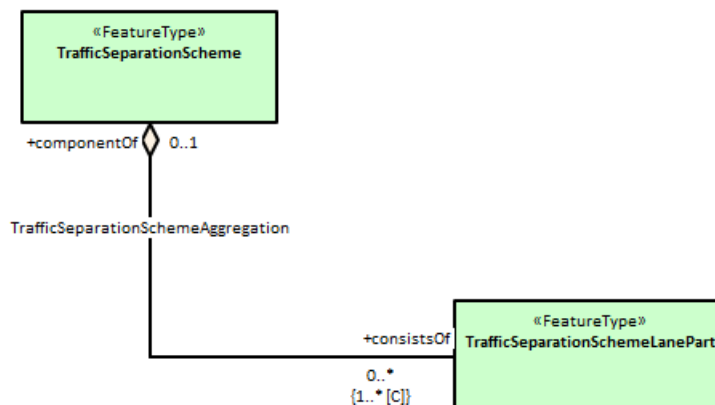 «FeatureType»
TrafficSeparationScheme
+componentOf 0..1
TrafficSeparationSchemeAggregation
«FeatureType»
+consistsOf TrafficSeparationSchemeLanePart
0..*
{1..* [C]}